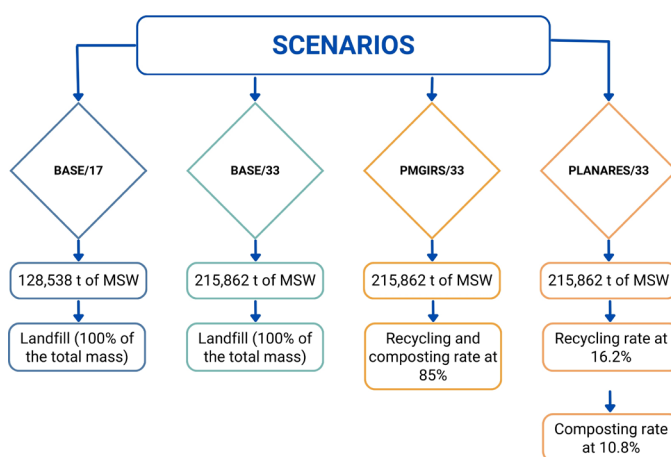 SCENARIOS
BASE/17
BASE/33
PMGIRS/33
PLANARES/33
128,538 t of MSW
215,862 t of MSW
215,862 t of MSW
215,862 t of MSW
Landfill (100% of
the total mass)
Landfill (100% of
the total mass)
Recycling and
composting rate at
85%
Recycling rate at
16.2%
Composting rate
at 10.8%